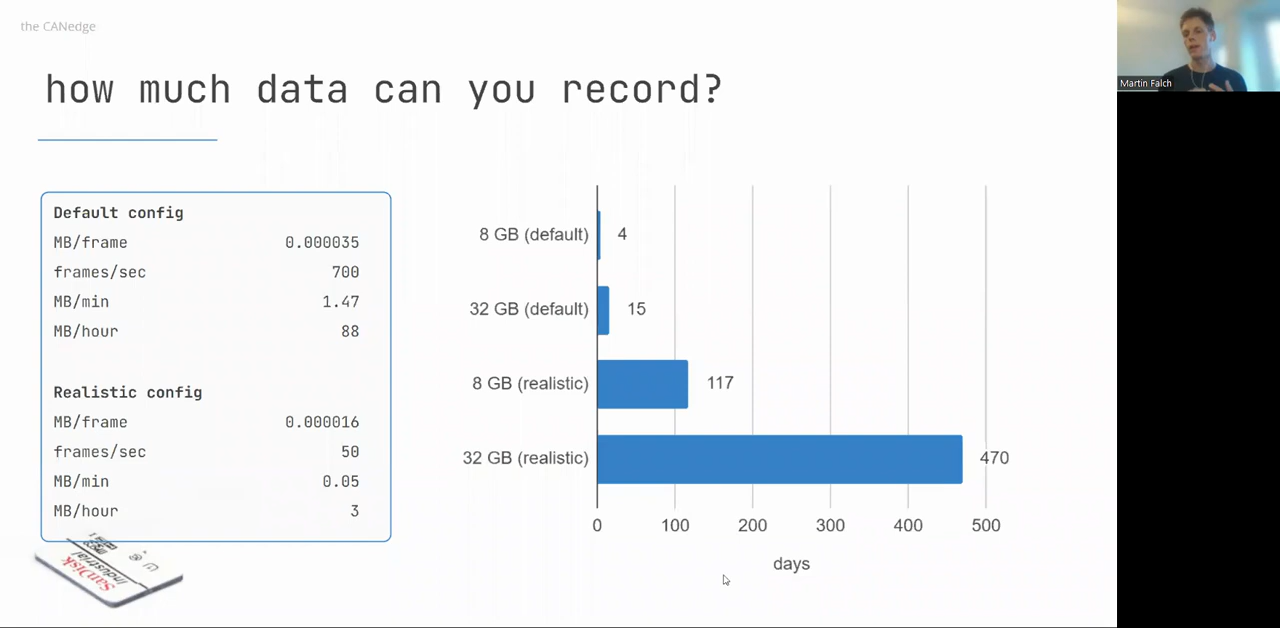 the CANedge
how much data can you record?
Martin Falch
Default config
MB/frame 0.000035
frames/sec 700
MB/min 1.47
MB/hour 88
Realistic config
MB/frame 0.000016
frames/sec 50
MB/min 0.05
MB/hour 3
SanDisk
Industrial
8 GB (default) 4
32 GB (default) 15
8 GB (realistic) 117
32 GB (realistic) 470
0 100 200 300 400 500
days